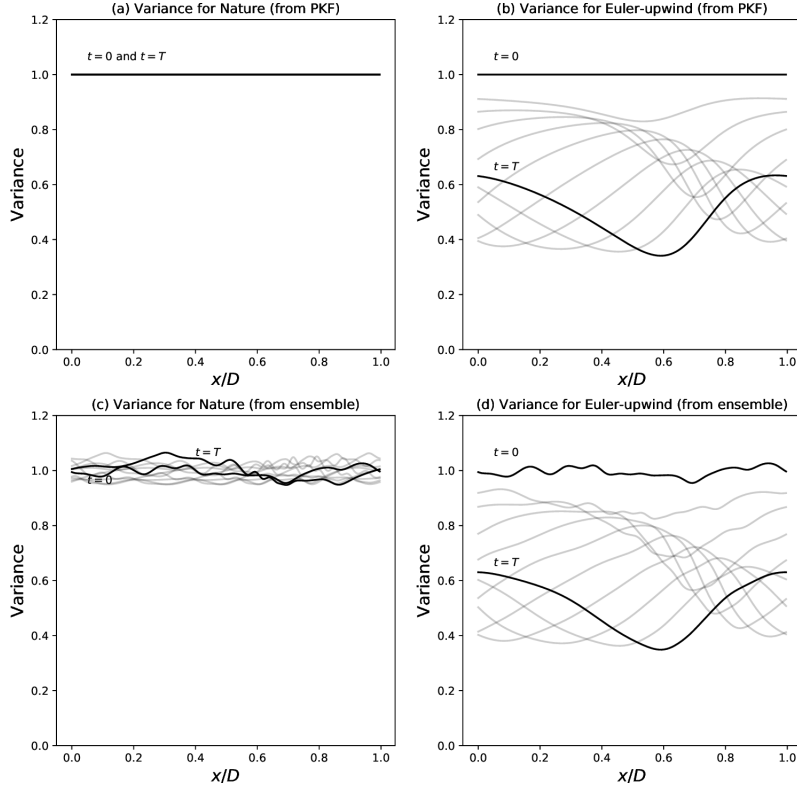 (a) Variance for Nature (from PKF)
1.2
1.0
0.8
0.6
0.4
0.2
0.0
Variance
t = 0 and t = T
0.0 0.2 0.4 0.6 0.8 1.0
x/D
(b) Variance for Euler-upwind (from PKF)
1.2
1.0
0.8
0.6
0.4
0.2
0.0
Variance
t = 0
t = T
0.0 0.2 0.4 0.6 0.8 1.0
x/D
(c) Variance for Nature (from ensemble)
1.2
1.0
0.8
0.6
0.4
0.2
0.0
Variance
t = T
t = 0
0.0 0.2 0.4 0.6 0.8 1.0
x/D
(d) Variance for Euler-upwind (from ensemble)
1.2
1.0
0.8
0.6
0.4
0.2
0.0
Variance
t = 0
t = T
0.0 0.2 0.4 0.6 0.8 1.0
x/D